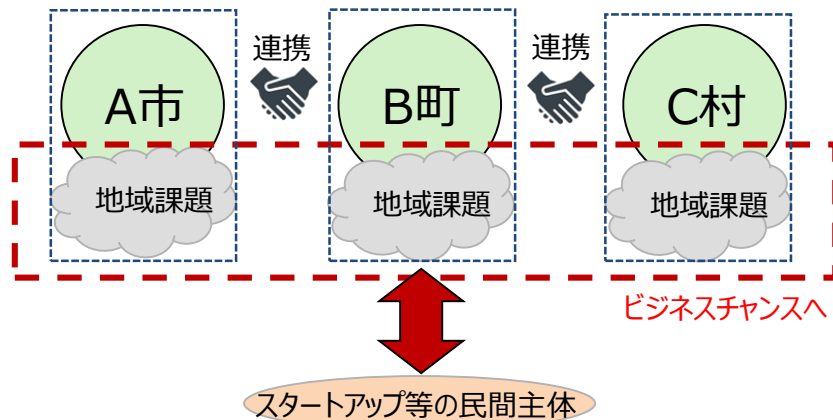 連携
連携
A市
B町
C村
地域課題
地域課題
地域課題
ビジネスチャンスへ
スタートアップ等の民間主体